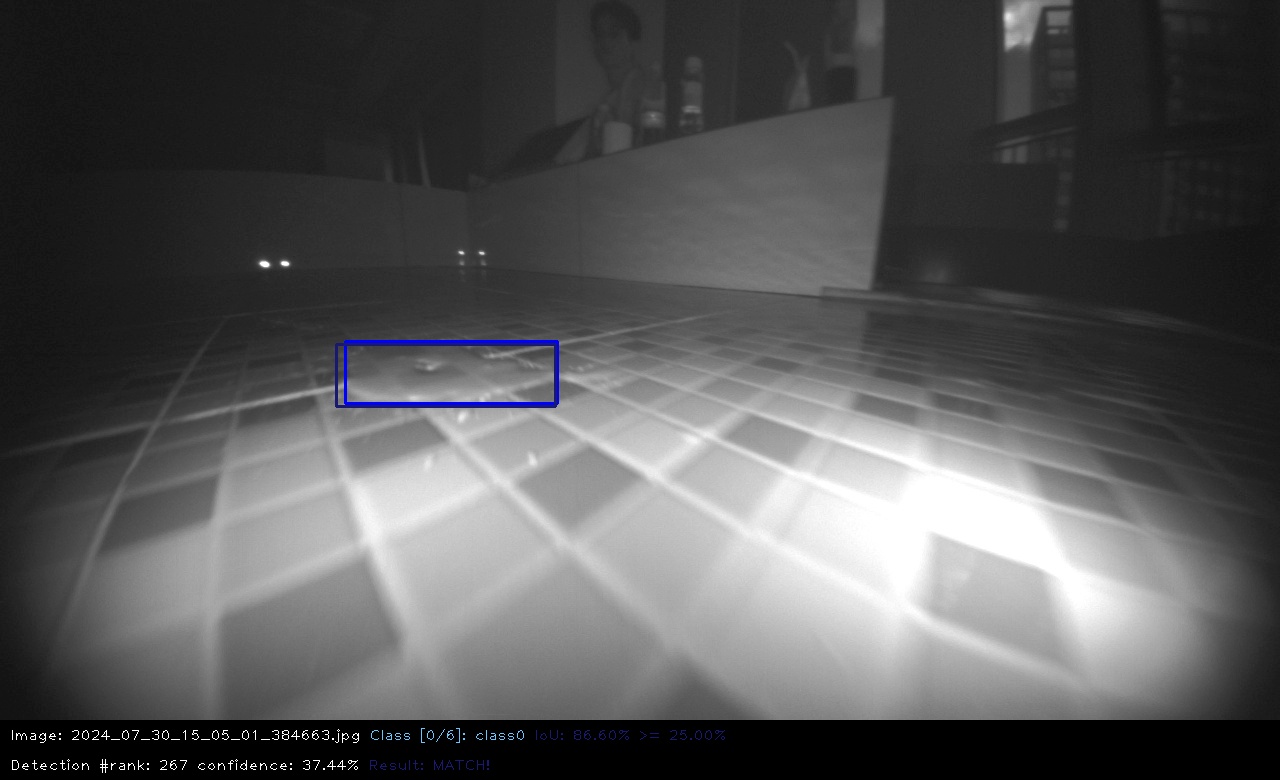 Image: 2024_07_30_15_05_01_384663.jpg Class [0/6]: class0 IoU: 86.60% >= 25.00%
Detection #rank: 267 confidence: 37.44% Result: MATCH!